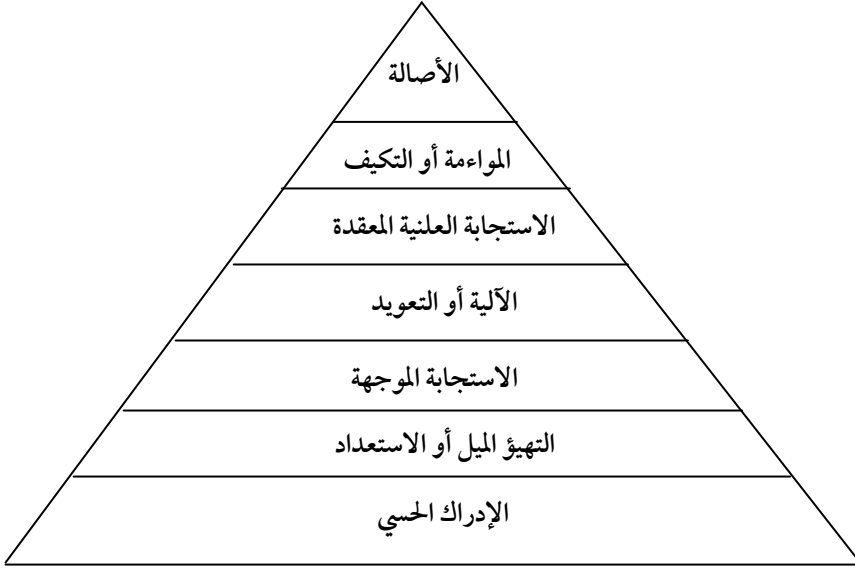 الأصالة
المواءمة أو التكيف
الاستجابة العلنية المعقدة
الآلية أو التعويد
الاستجابة الموجهة
التهيؤ الميل أو الاستعداد
الإدراك الحسي